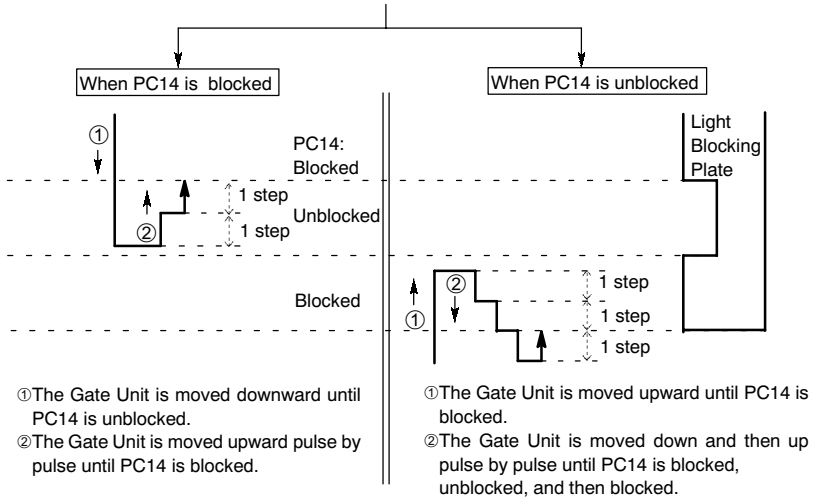 When PC14 is blocked
①
PC14:
Blocked
1 step
Unblocked
②
1 step
Blocked
①The Gate Unit is moved downward until
PC14 is unblocked.
②The Gate Unit is moved upward pulse by
pulse until PC14 is blocked.
When PC14 is unblocked
Light
Blocking
Plate
②
1 step
①
1 step
1 step
①The Gate Unit is moved upward until PC14 is
blocked.
②The Gate Unit is moved down and then up
pulse by pulse until PC14 is blocked,
unblocked, and then blocked.